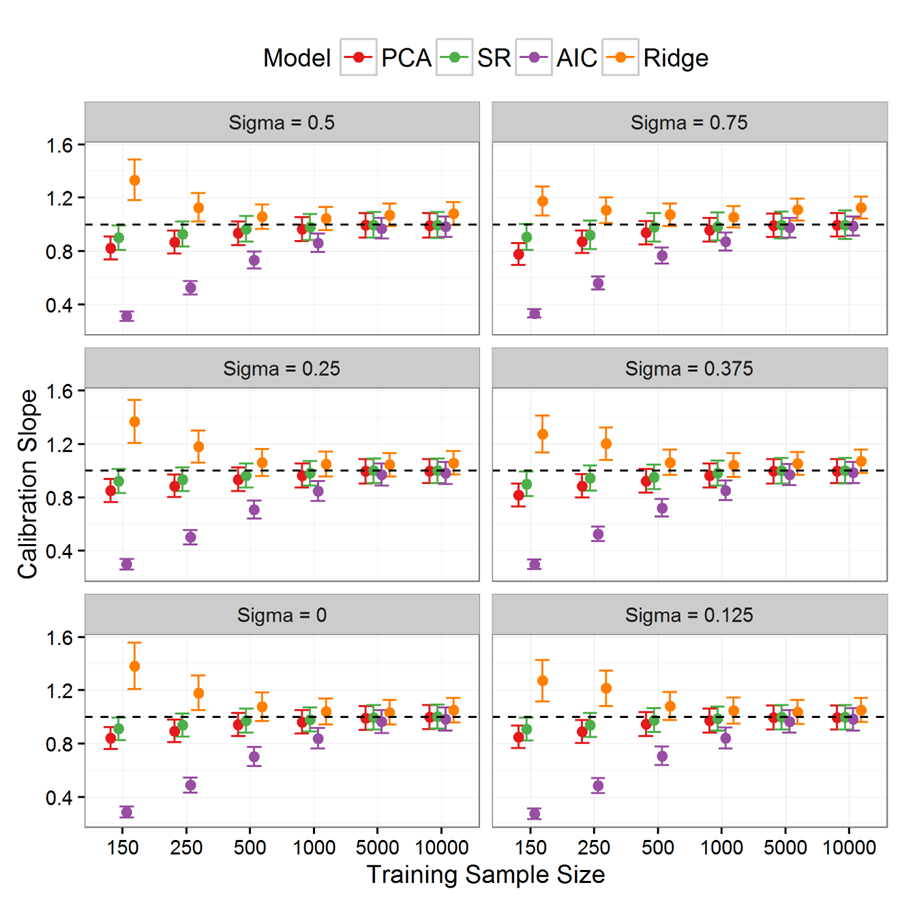 Model PCA SR AIC Ridge
Sigma = 0.5 Sigma = 0.75
1.6
1.2
0.8
0.4
Sigma = 0.25 Sigma = 0.375
1.6
1.2
0.8
0.4
Calibration Slope
Sigma = 0 Sigma = 0.125
1.6
1.2
0.8
0.4
150 250 500 1000 5000 10000 150 250 500 1000 5000 10000
Training Sample Size